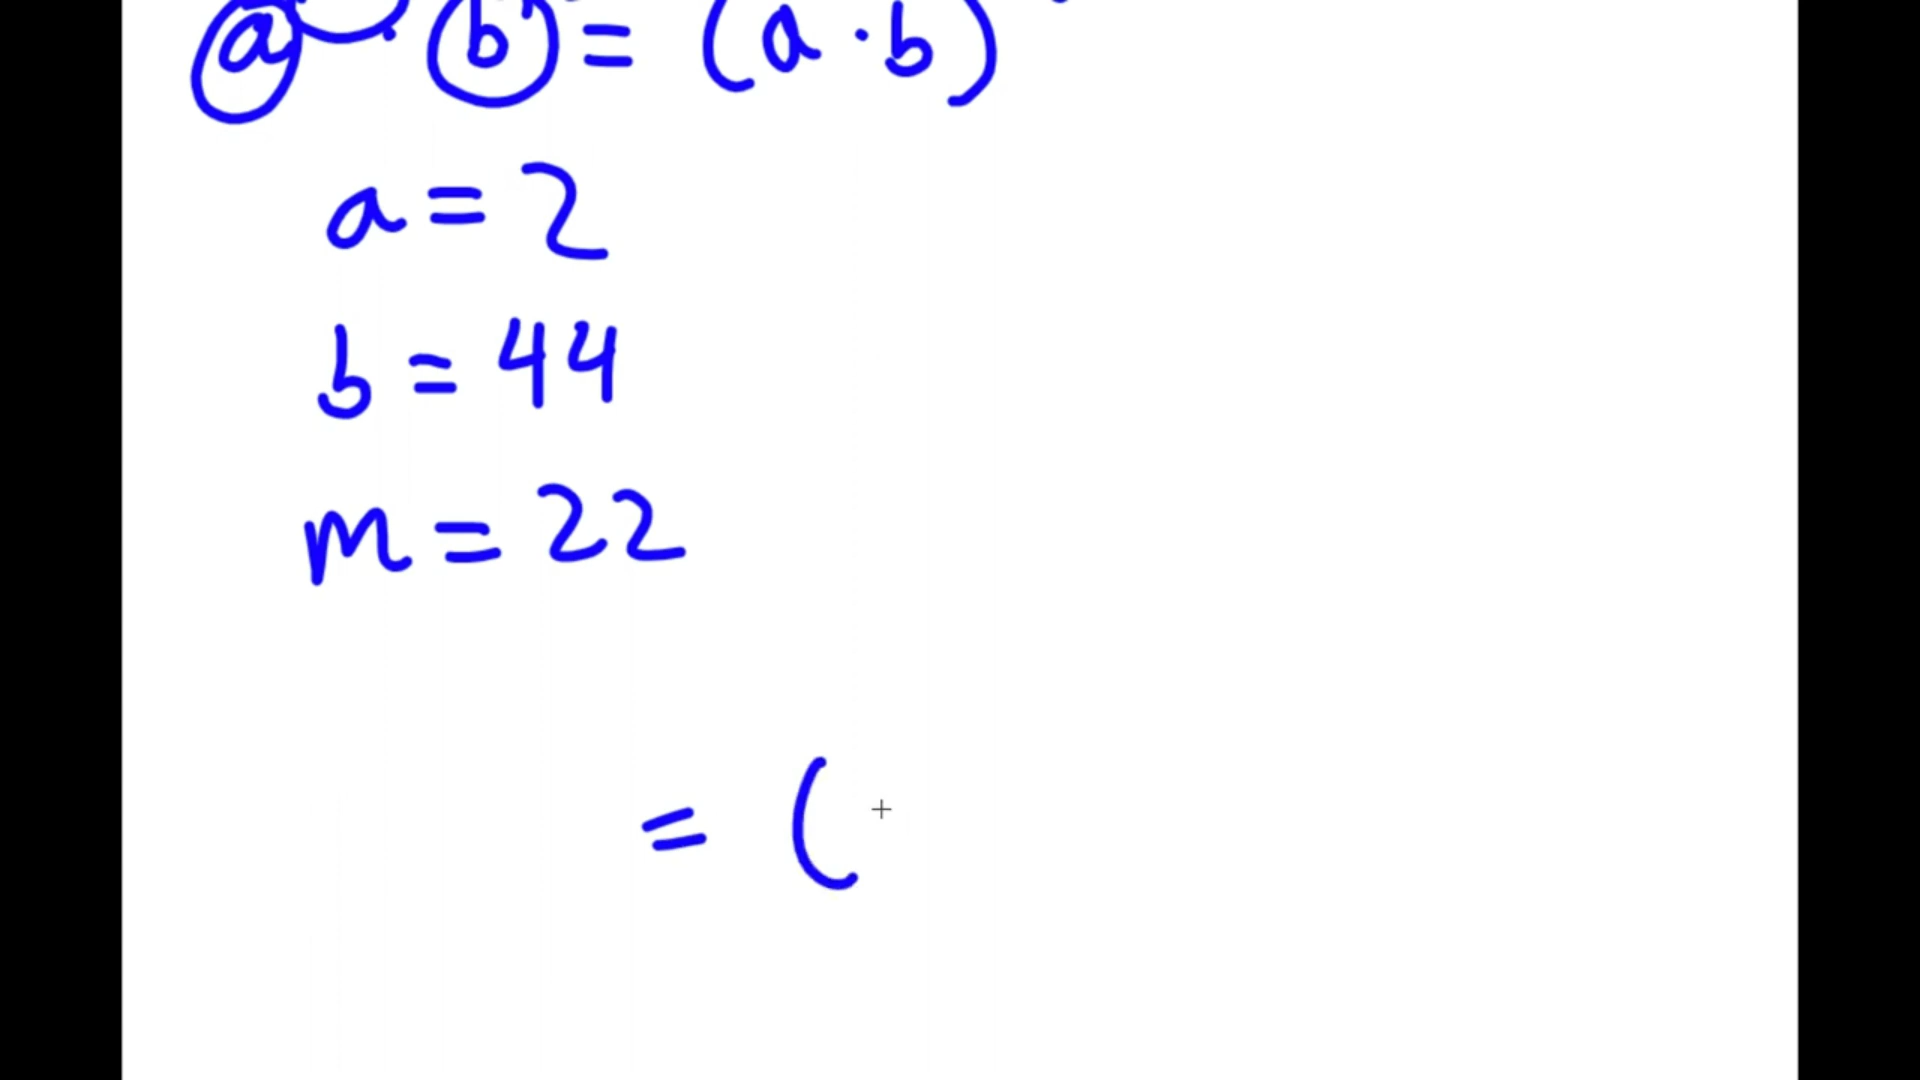 a · b = (a · b)
a = 2
b = 44
m = 22
= (